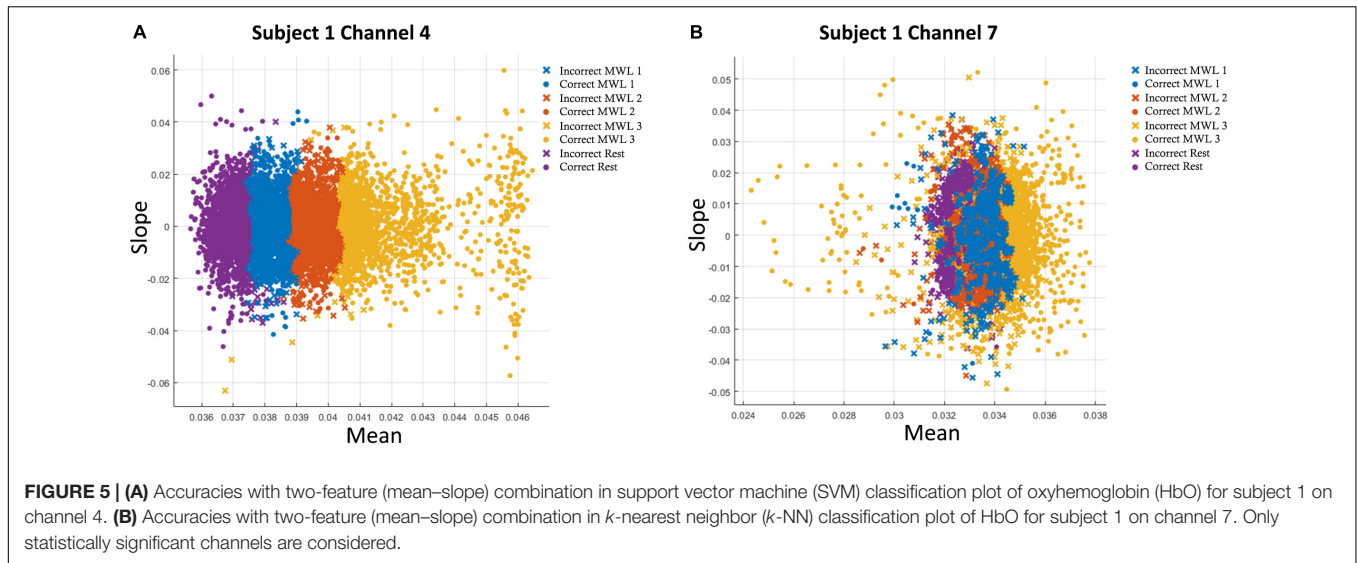 A
Subject 1 Channel 4
× Incorrect MWL 1
● Correct MWL 1
× Incorrect MWL 2
● Correct MWL 2
× Incorrect MWL 3
● Correct MWL 3
× Incorrect Rest
● Correct Rest
0.06
0.04
0.02
0
-0.02
-0.04
-0.06
Slope
0.036 0.037 0.038 0.039 0.04 0.041 0.042 0.043 0.044 0.045 0.046
Mean
B
Subject 1 Channel 7
× Incorrect MWL 1
● Correct MWL 1
× Incorrect MWL 2
● Correct MWL 2
× Incorrect MWL 3
● Correct MWL 3
× Incorrect Rest
● Correct Rest
0.05
0.04
0.03
0.02
0.01
0
-0.01
-0.02
-0.03
-0.04
-0.05
Slope
0.024 0.026 0.028 0.03 0.032 0.034 0.036 0.038
Mean
FIGURE 5 | (A) Accuracies with two-feature (mean–slope) combination in support vector machine (SVM) classification plot of oxyhemoglobin (HbO) for subject 1 on
channel 4. (B) Accuracies with two-feature (mean–slope) combination in k-nearest neighbor (k-NN) classification plot of HbO for subject 1 on channel 7. Only
statistically significant channels are considered.